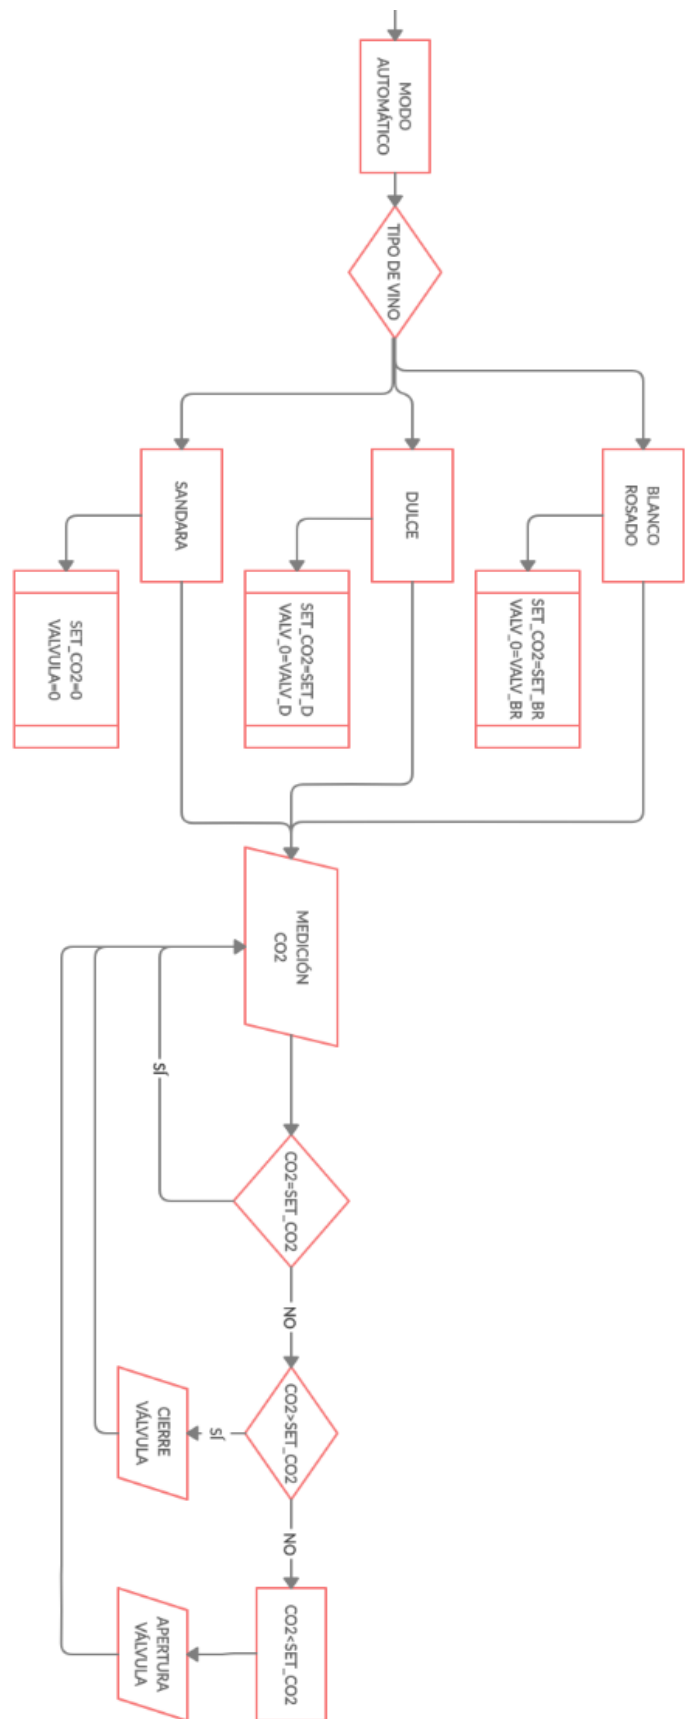 MODO
AUTOMÁTICO
TIPO DE VINO
BLANCO
ROSADO
SET_CO2=SET_BR
VALV_0=VALV_BR
DULCE
SET_CO2=SET_D
VALV_0=VALV_D
SANDARA
SET_CO2=0
VALVULA=0
MEDICIÓN
CO2
CO2=SET_CO2
SÍ
NO
CO2>SET_CO2
SÍ
CIERRE
VÁLVULA
NO
CO2<SET_CO2
APERTURA
VÁLVULA